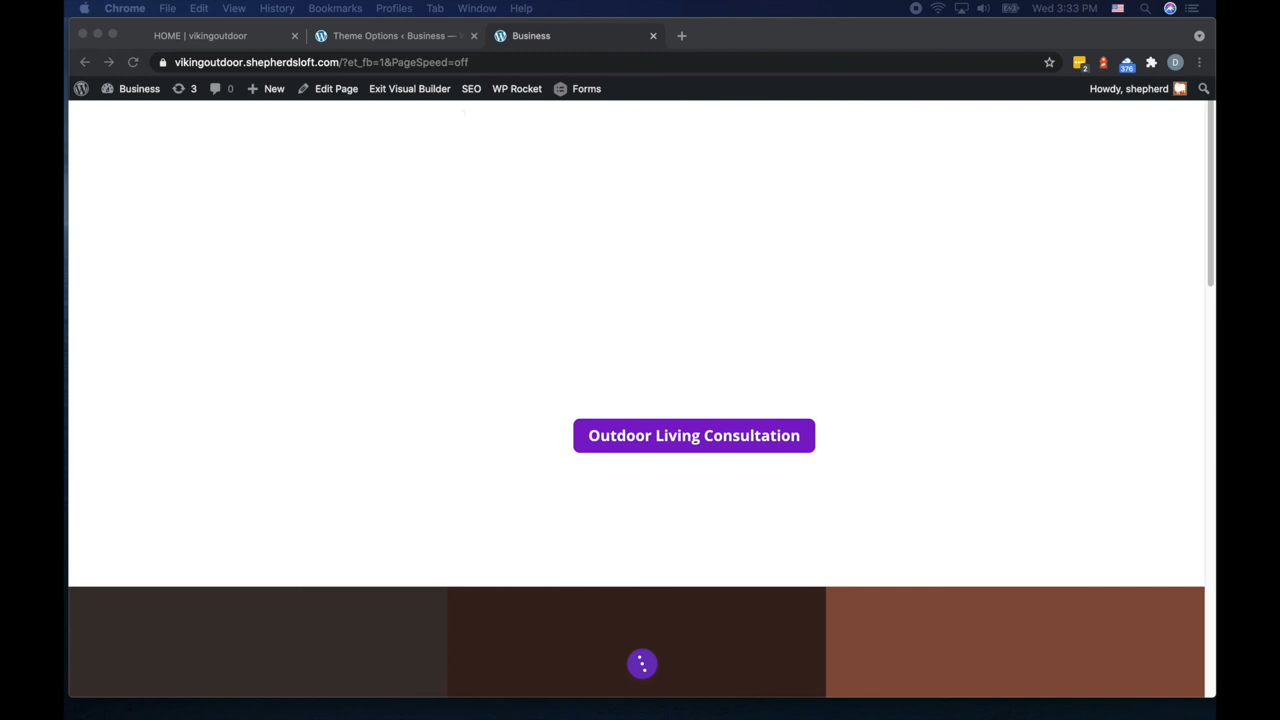 Chrome File Edit View History Bookmarks Profiles Tab Window Help Wed 3:33 PM
HOME | vikingoutdoor Theme Options ‹ Business — Business
vikingoutdoor.shepherdsloft.com/?et_fb=1&PageSpeed=off 2 376 D
Business 3 0 New Edit Page Exit Visual Builder SEO WP Rocket Forms Howdy, shepherd
Outdoor Living Consultation